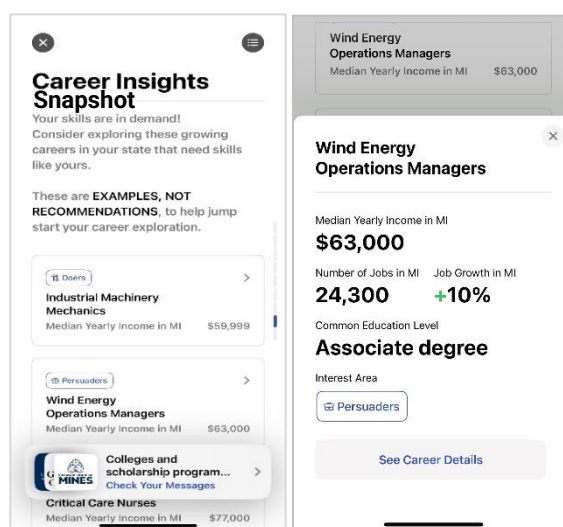 Career Insights
Snapshot
Your skills are in demand!
Consider exploring these growing
careers in your state that need skills
like yours.
These are EXAMPLES, NOT
RECOMMENDATIONS, to help jump
start your career exploration.
Doers
Industrial Machinery
Mechanics
Median Yearly Income in MI $59,999
Persuaders
Wind Energy
Operations Managers
Median Yearly Income in MI $63,000
MINES
Colleges and
scholarship program...
Check Your Messages
Critical Care Nurses
Median Yearly Income in MI $77,000
Wind Energy
Operations Managers
Median Yearly Income in MI $63,000
Wind Energy
Operations Managers
Median Yearly Income in MI
$63,000
Number of Jobs in MI Job Growth in MI
24,300 +10%
Common Education Level
Associate degree
Interest Area
Persuaders
See Career Details